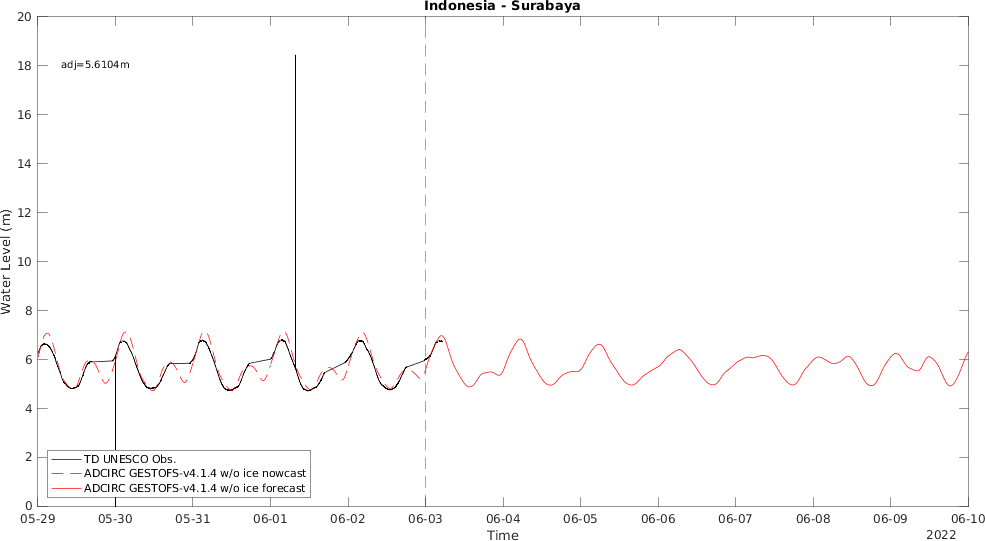 Indonesia - Surabaya
20
18
16
14
12
10
8
6
4
2
0
Water Level (m)
adj=5.6104m
TD UNESCO Obs.
ADCIRC GESTOFS-v4.1.4 w/o ice nowcast
ADCIRC GESTOFS-v4.1.4 w/o ice forecast
05-29 05-30 05-31 06-01 06-02 06-03 06-04 06-05 06-06 06-07 06-08 06-09 06-10
Time
2022